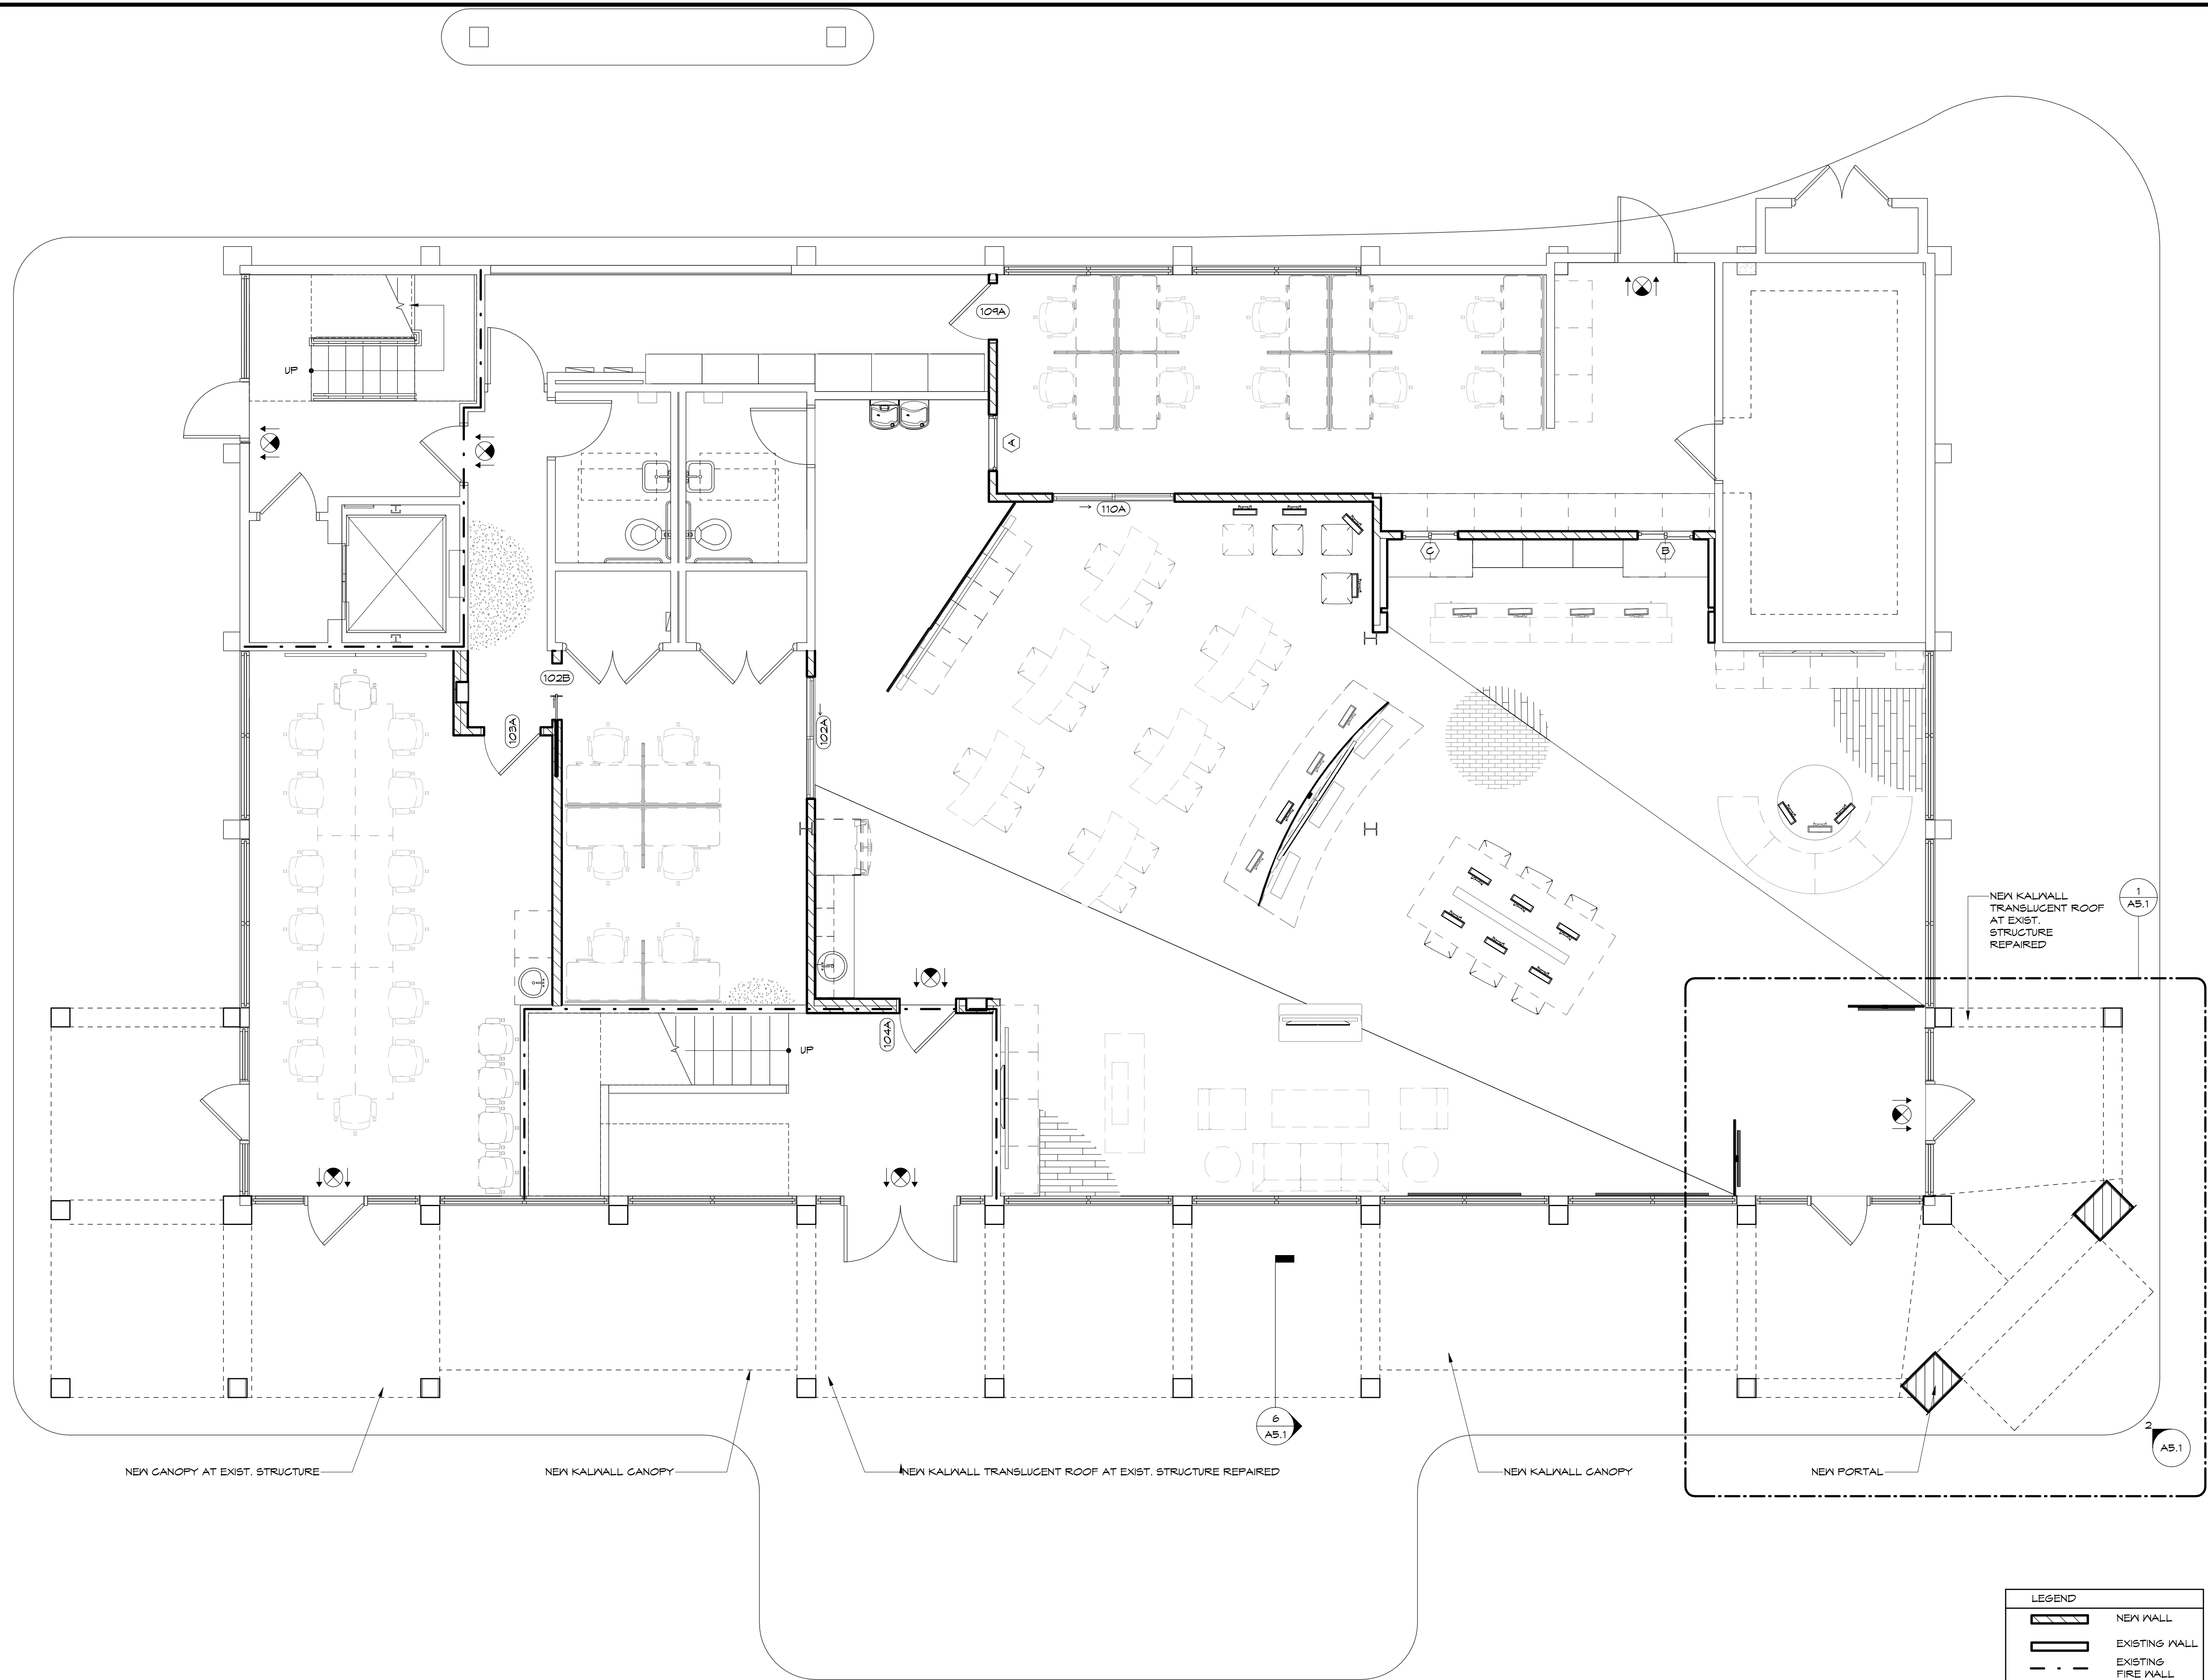 109A
UP
A
110A
C
B
102B
103A
102A
NEW KALWALL
TRANSLUCENT ROOF
AT EXIST.
STRUCTURE
REPAIRED
1
A5.1
104A
UP
6
A5.1
2
A5.1
NEW CANOPY AT EXIST. STRUCTURE
NEW KALWALL CANOPY
NEW KALWALL TRANSLUCENT ROOF AT EXIST. STRUCTURE REPAIRED
NEW KALWALL CANOPY
NEW PORTAL
LEGEND
NEW WALL
EXISTING WALL
EXISTING
FIRE WALL